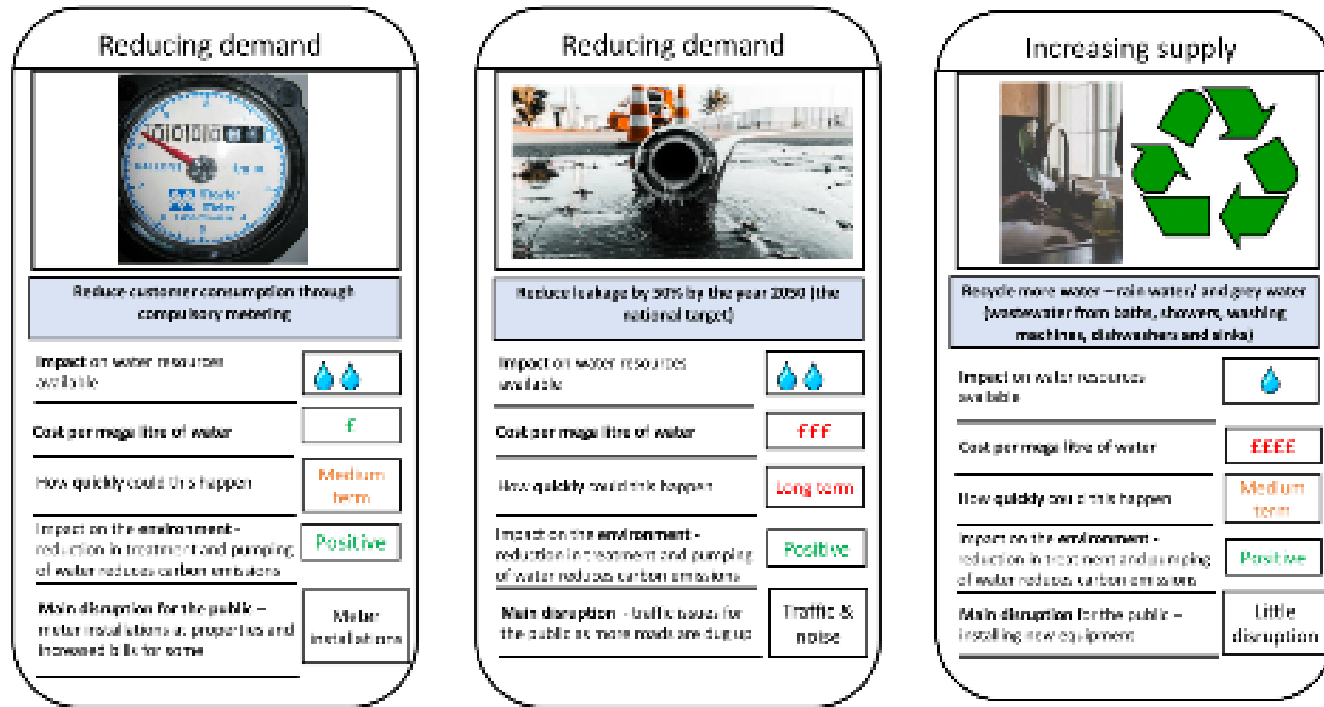 Reducing demand
Reduce customer consumption through
compulsory metering
Impact on water resources
available
Cost per mega litre of water
£
How quickly could this happen
Medium
term
Impact on the environment -
reduction in treatment and pumping
of water reduces carbon emissions
Positive
Main disruption for the public –
meter installations at properties and
increased bills for some
Meter
installations
Reducing demand
Reduce leakage by 50% by the year 2050 (the
national target)
Impact on water resources
available
Cost per mega litre of water
£££
How quickly could this happen
Long term
Impact on the environment -
reduction in treatment and pumping
of water reduces carbon emissions
Positive
Main disruption - traffic issues for
the public as more roads are dug up
Traffic &
noise
Increasing supply
Recycle more water – rain water/ and grey water
(wastewater from baths, showers, washing
machines, dishwashers and sinks)
Impact on water resources
available
Cost per mega litre of water
££££
How quickly could this happen
Medium
term
Impact on the environment -
reduction in treatment and pumping
of water reduces carbon emissions
Positive
Main disruption for the public –
installing new equipment
Little
disruption